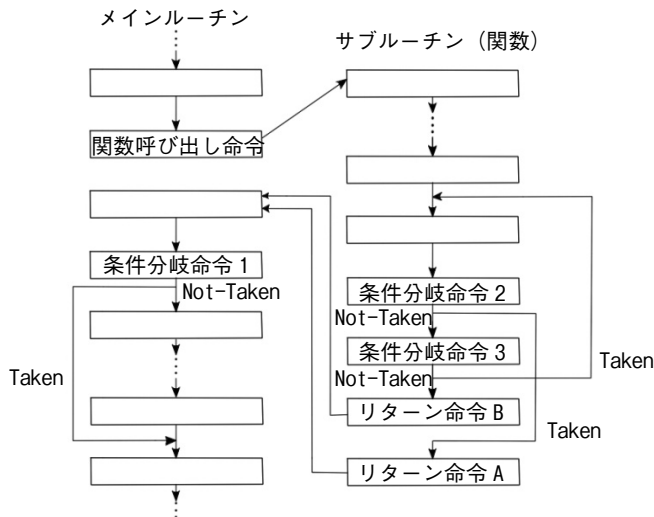 メインルーチン
サブルーチン（関数）
関数呼び出し命令
条件分岐命令1
Not-Taken
Taken
条件分岐命令2
Not-Taken
条件分岐命令3
Not-Taken
Taken
リターン命令B
Taken
リターン命令A